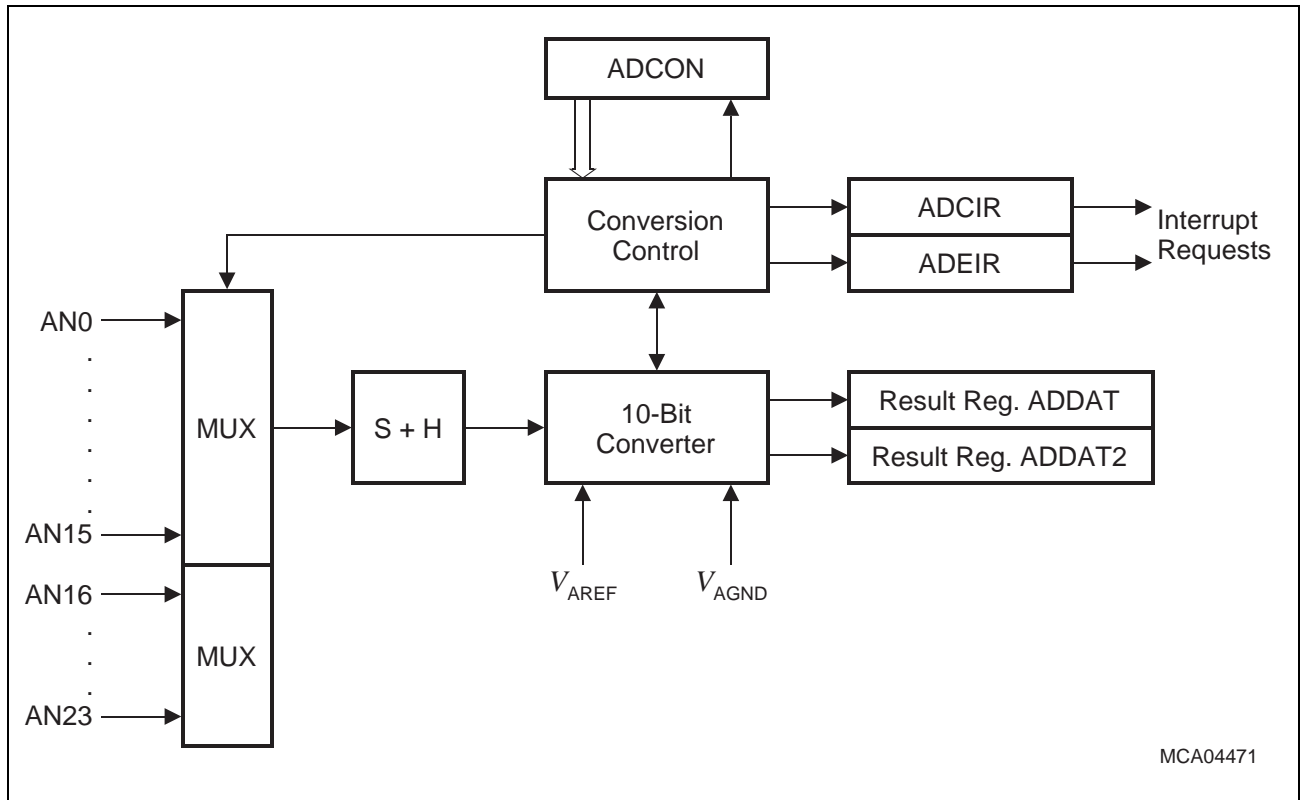 ADCON
Conversion
Control
ADCIR
ADEIR
Interrupt
Requests
AN0
.
.
.
.
.
.
AN15
AN16
.
.
.
AN23
MUX
MUX
S + H
10-Bit
Converter
Result Reg. ADDAT
Result Reg. ADDAT2
VAREF
VAGND
MCA04471